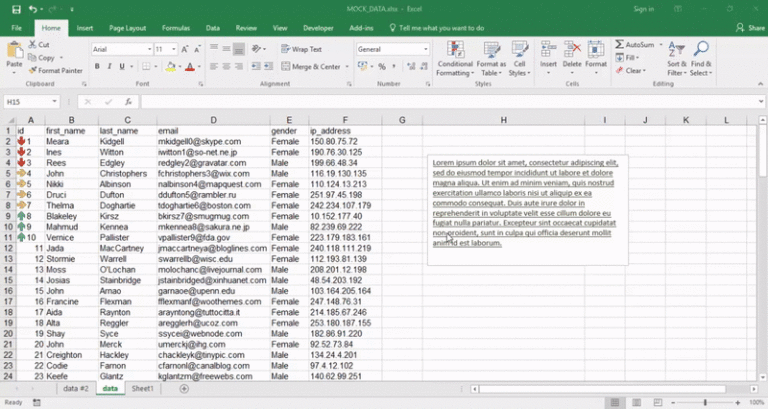 MOCK_DATA.xlsx - Excel
Sign in
File Home Insert Page Layout Formulas Data Review View Developer Add-ins Tell me what you want to do Share
Paste
Cut
Copy
Format Painter
Clipboard
Arial 11
B I U
Font
Wrap Text
Merge & Center
Alignment
General
Number
Conditional Formatting
Format as Table
Cell Styles
Styles
Insert Delete Format
Cells
AutoSum
Fill
Clear
Sort & Filter
Find & Select
Editing
H15 fx
A B C D E F G H I J K L
1 id first_name last_name email gender ip_address
2 1 Meara Kidgell mkidgell0@skype.com Female 150.80.75.72
3 2 Ines Witton iwitton1@so-net.ne.jp Female 190.76.30.125
4 3 Rees Edgley redgley2@gravatar.com Male 199.66.48.34
5 4 John Christophers fchristophers3@wix.com Male 116.19.130.135
6 5 Nikki Albinson nalbinson4@mapquest.com Female 110.124.13.213
7 6 Druci Dufton ddufton5@rambler.ru Female 251.97.45.198
8 7 Thelma Doghartie tdoghartie6@boston.com Female 242.234.107.179
9 8 Blakeley Kirsz bkirsz7@smugmug.com Female 10.152.177.40
10 9 Mahmud Kennea mkennea8@sakura.ne.jp Male 82.239.69.222
11 10 Vernice Pallister vpallister9@fda.gov Female 223.179.183.161
12 11 Jada MacCartney jmaccartneya@bloglines.com Female 240.118.111.219
13 12 Stormie Warrell swarrellb@wisc.edu Female 112.193.81.139
14 13 Moss O'Lochan molochanc@livejournal.com Male 208.201.12.198
15 14 Josias Stainbridge jstainbridged@xinhuanet.com Male 48.54.203.192
16 15 John Arnao garnaoe@upenn.edu Male 103.164.205.164
17 16 Francine Flexman fflexmanf@woothemes.com Female 247.148.76.31
18 17 Aida Raynton arayntong@tuttocitta.it Female 214.185.67.246
19 18 Alta Reggler aregglerh@ucoz.com Female 253.180.187.155
20 19 Shay Syce ssycei@webnode.com Male 182.86.91.220
21 20 John Merck umerckj@ihg.com Female 92.52.73.84
22 21 Creighton Hackley chackleyk@tinypic.com Male 134.24.4.201
23 22 Codie Farnon cfarnonl@canalblog.com Male 97.4.12.102
24 23 Keefe Glantz kglantzm@freewebs.com Male 140.62.99.251
Lorem ipsum dolor sit amet, consectetur adipiscing elit,
sed do eiusmod tempor incididunt ut labore et dolore
magna aliqua. Ut enim ad minim veniam, quis nostrud
exercitation ullamco laboris nisi ut aliquip ex ea
commodo consequat. Duis aute irure dolor in
reprehenderit in voluptate velit esse cillum dolore eu
fugiat nulla pariatur. Excepteur sint occaecat cupidatat
non proident, sunt in culpa qui officia deserunt mollit
animid est laborum.
data #2 data Sheet1
Ready 100%